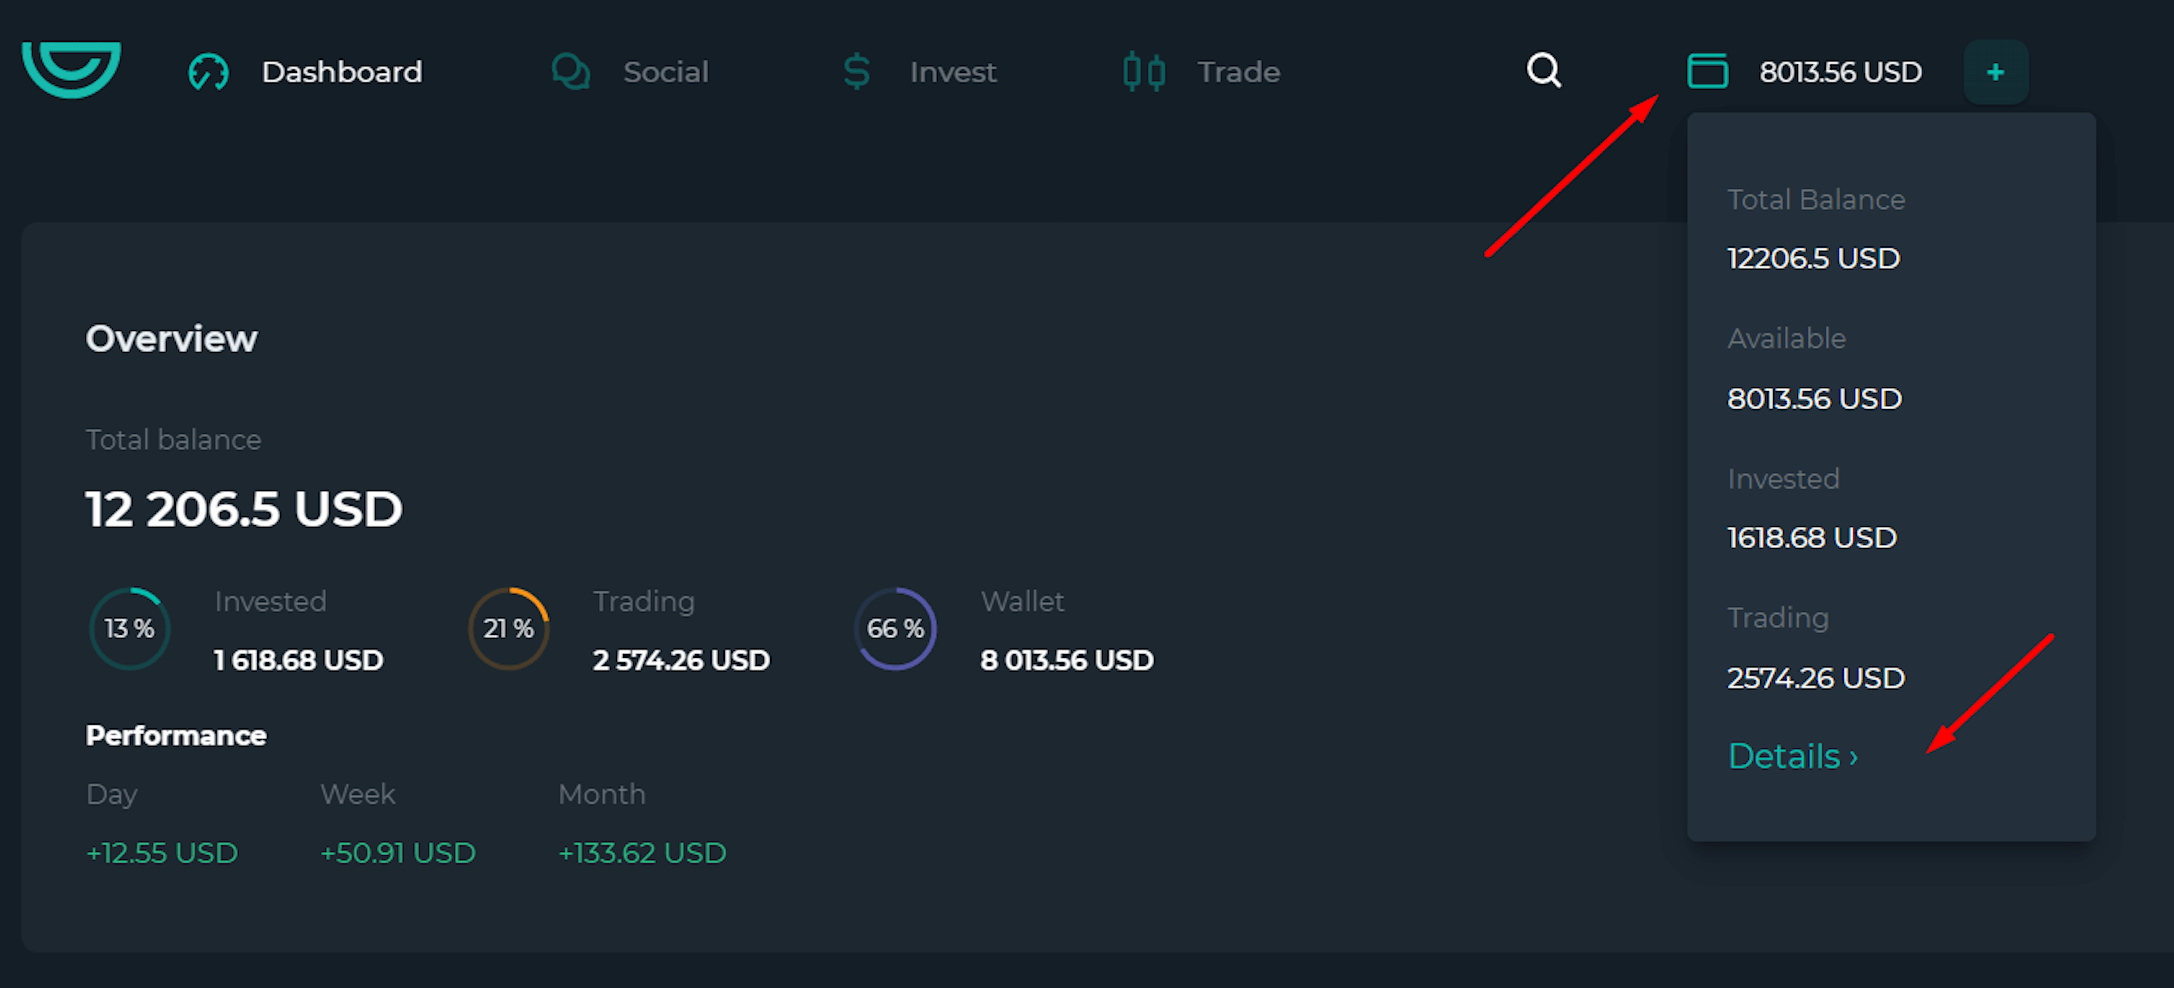 Dashboard Social Invest Trade 8013.56 USD +
Total Balance
12206.5 USD
Available
8013.56 USD
Invested
1618.68 USD
Trading
2574.26 USD
Details ›
Overview
Total balance
12 206.5 USD
13 % Invested
1 618.68 USD
21 % Trading
2 574.26 USD
66 % Wallet
8 013.56 USD
Performance
Day Week Month
+12.55 USD +50.91 USD +133.62 USD